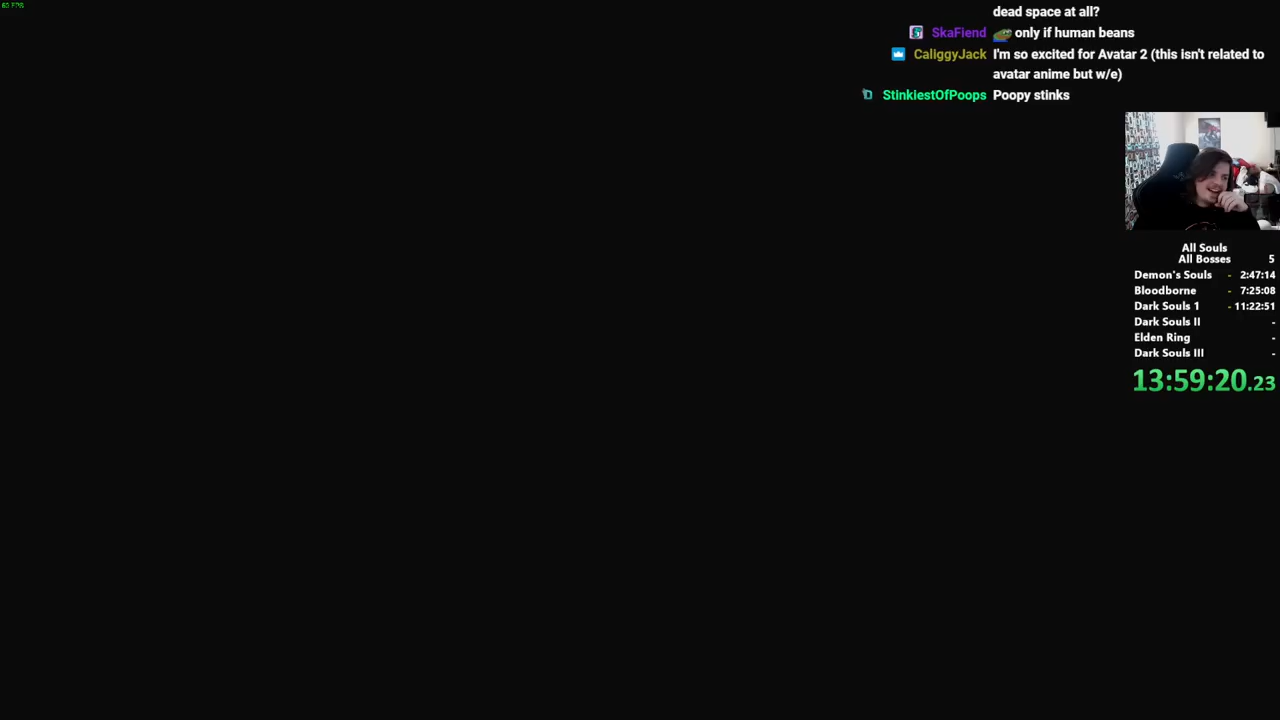 60 FPS
dead space at all?
SkaFiend only if human beans
CaliggyJack I'm so excited for Avatar 2 (this isn't related to
avatar anime but w/e)
StinkiestOfPoops Poopy stinks
All Souls
All Bosses 5
Demon's Souls - 2:47:14
Bloodborne - 7:25:08
Dark Souls 1 - 11:22:51
Dark Souls II -
Elden Ring -
Dark Souls III -
13:59:20.23